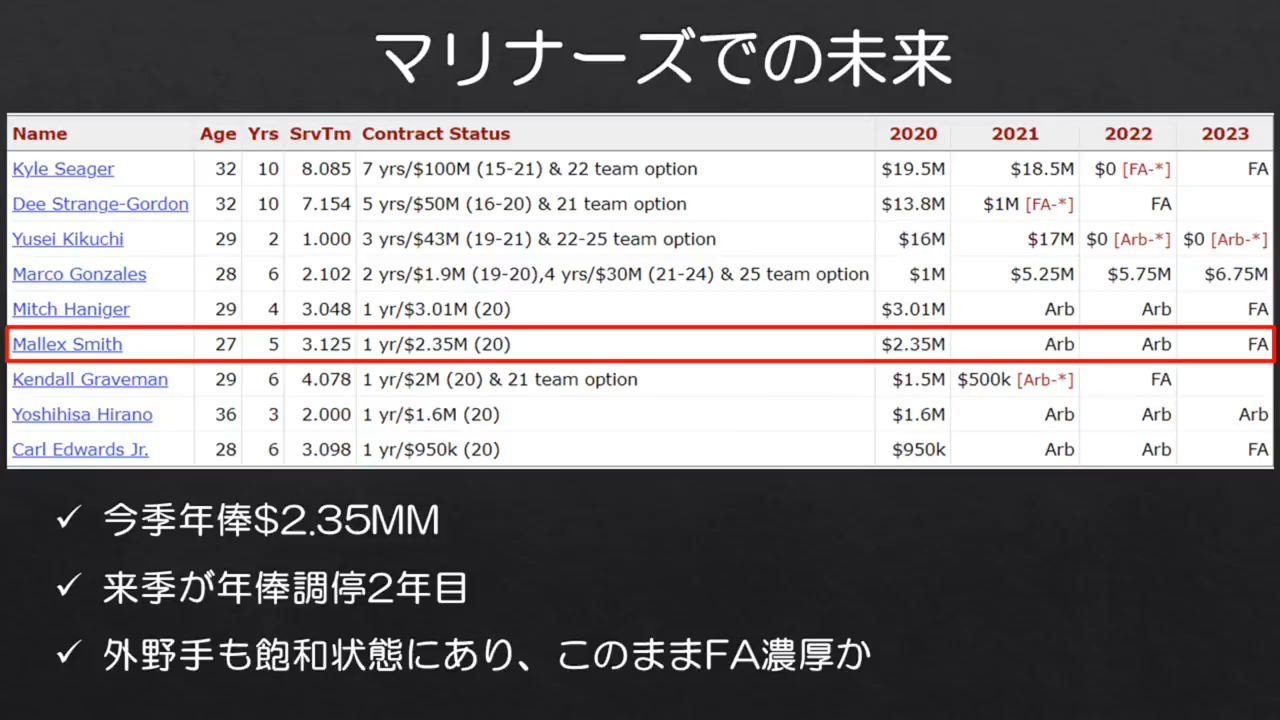 マリナーズでの未来
Name Age Yrs SrvTm Contract Status 2020 2021 2022 2023
Kyle Seager 32 10 8.085 7 yrs/$100M (15-21) & 22 team option $19.5M $18.5M $0 [FA-*] FA
Dee Strange-Gordon 32 10 7.154 5 yrs/$50M (16-20) & 21 team option $13.8M $1M [FA-*] FA
Yusei Kikuchi 29 2 1.000 3 yrs/$43M (19-21) & 22-25 team option $16M $17M $0 [Arb-*] $0 [Arb-*]
Marco Gonzales 28 6 2.102 2 yrs/$1.9M (19-20),4 yrs/$30M (21-24) & 25 team option $1M $5.25M $5.75M $6.75M
Mitch Haniger 29 4 3.048 1 yr/$3.01M (20) $3.01M Arb Arb FA
Mallex Smith 27 5 3.125 1 yr/$2.35M (20) $2.35M Arb Arb FA
Kendall Graveman 29 6 4.078 1 yr/$2M (20) & 21 team option $1.5M $500k [Arb-*] FA
Yoshihisa Hirano 36 3 2.000 1 yr/$1.6M (20) $1.6M Arb Arb Arb
Carl Edwards Jr. 28 6 3.098 1 yr/$950k (20) $950k Arb Arb FA
✓ 今季年俸$2.35MM
✓ 来季が年俸調停2年目
✓ 外野手も飽和状態にあり、このままFA濃厚か